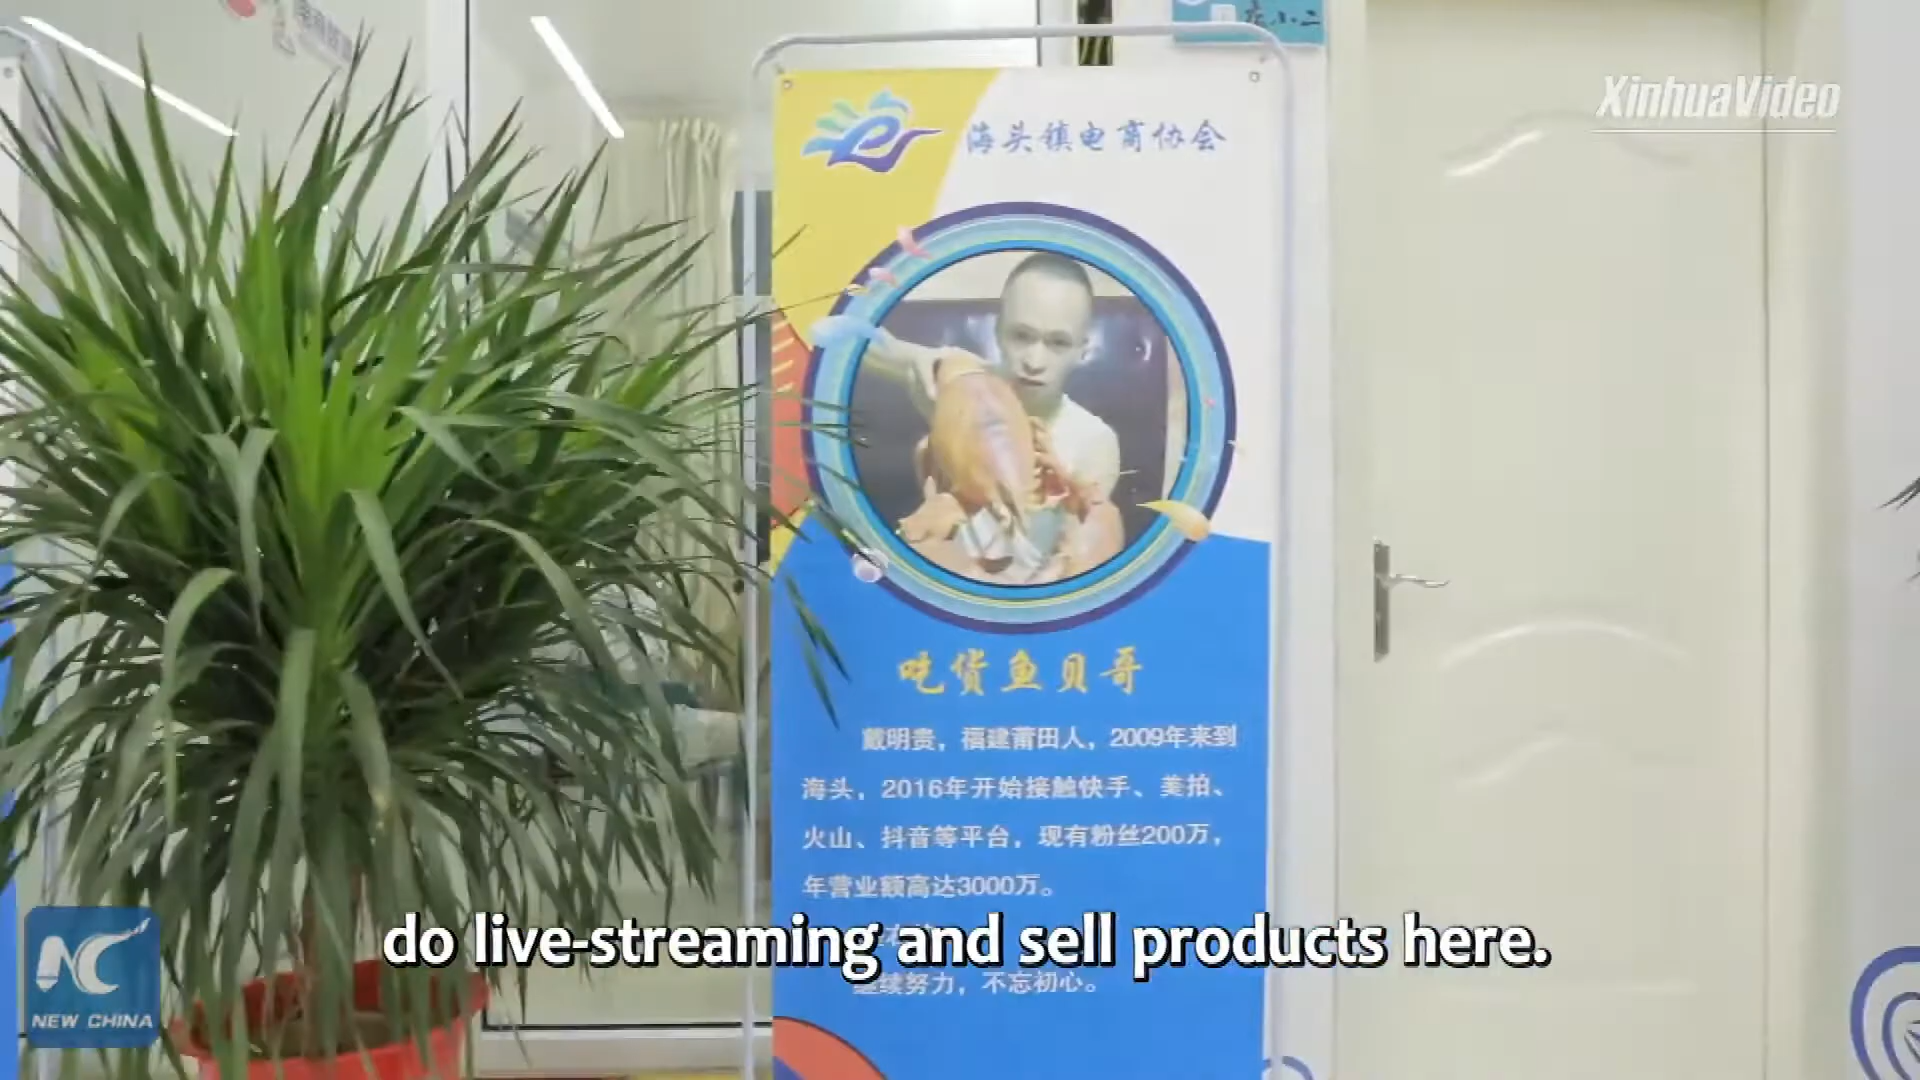 XinhuaVideo
海头镇电商协会
吃货鱼贝哥
戴明贵，福建莆田人，2009年来到
海头，2016年开始接触快手、美拍、
火山、抖音等平台，现有粉丝200万，
年营业额高达3000万。
do live-streaming and sell products here.
继续努力，不忘初心。
NEW CHINA